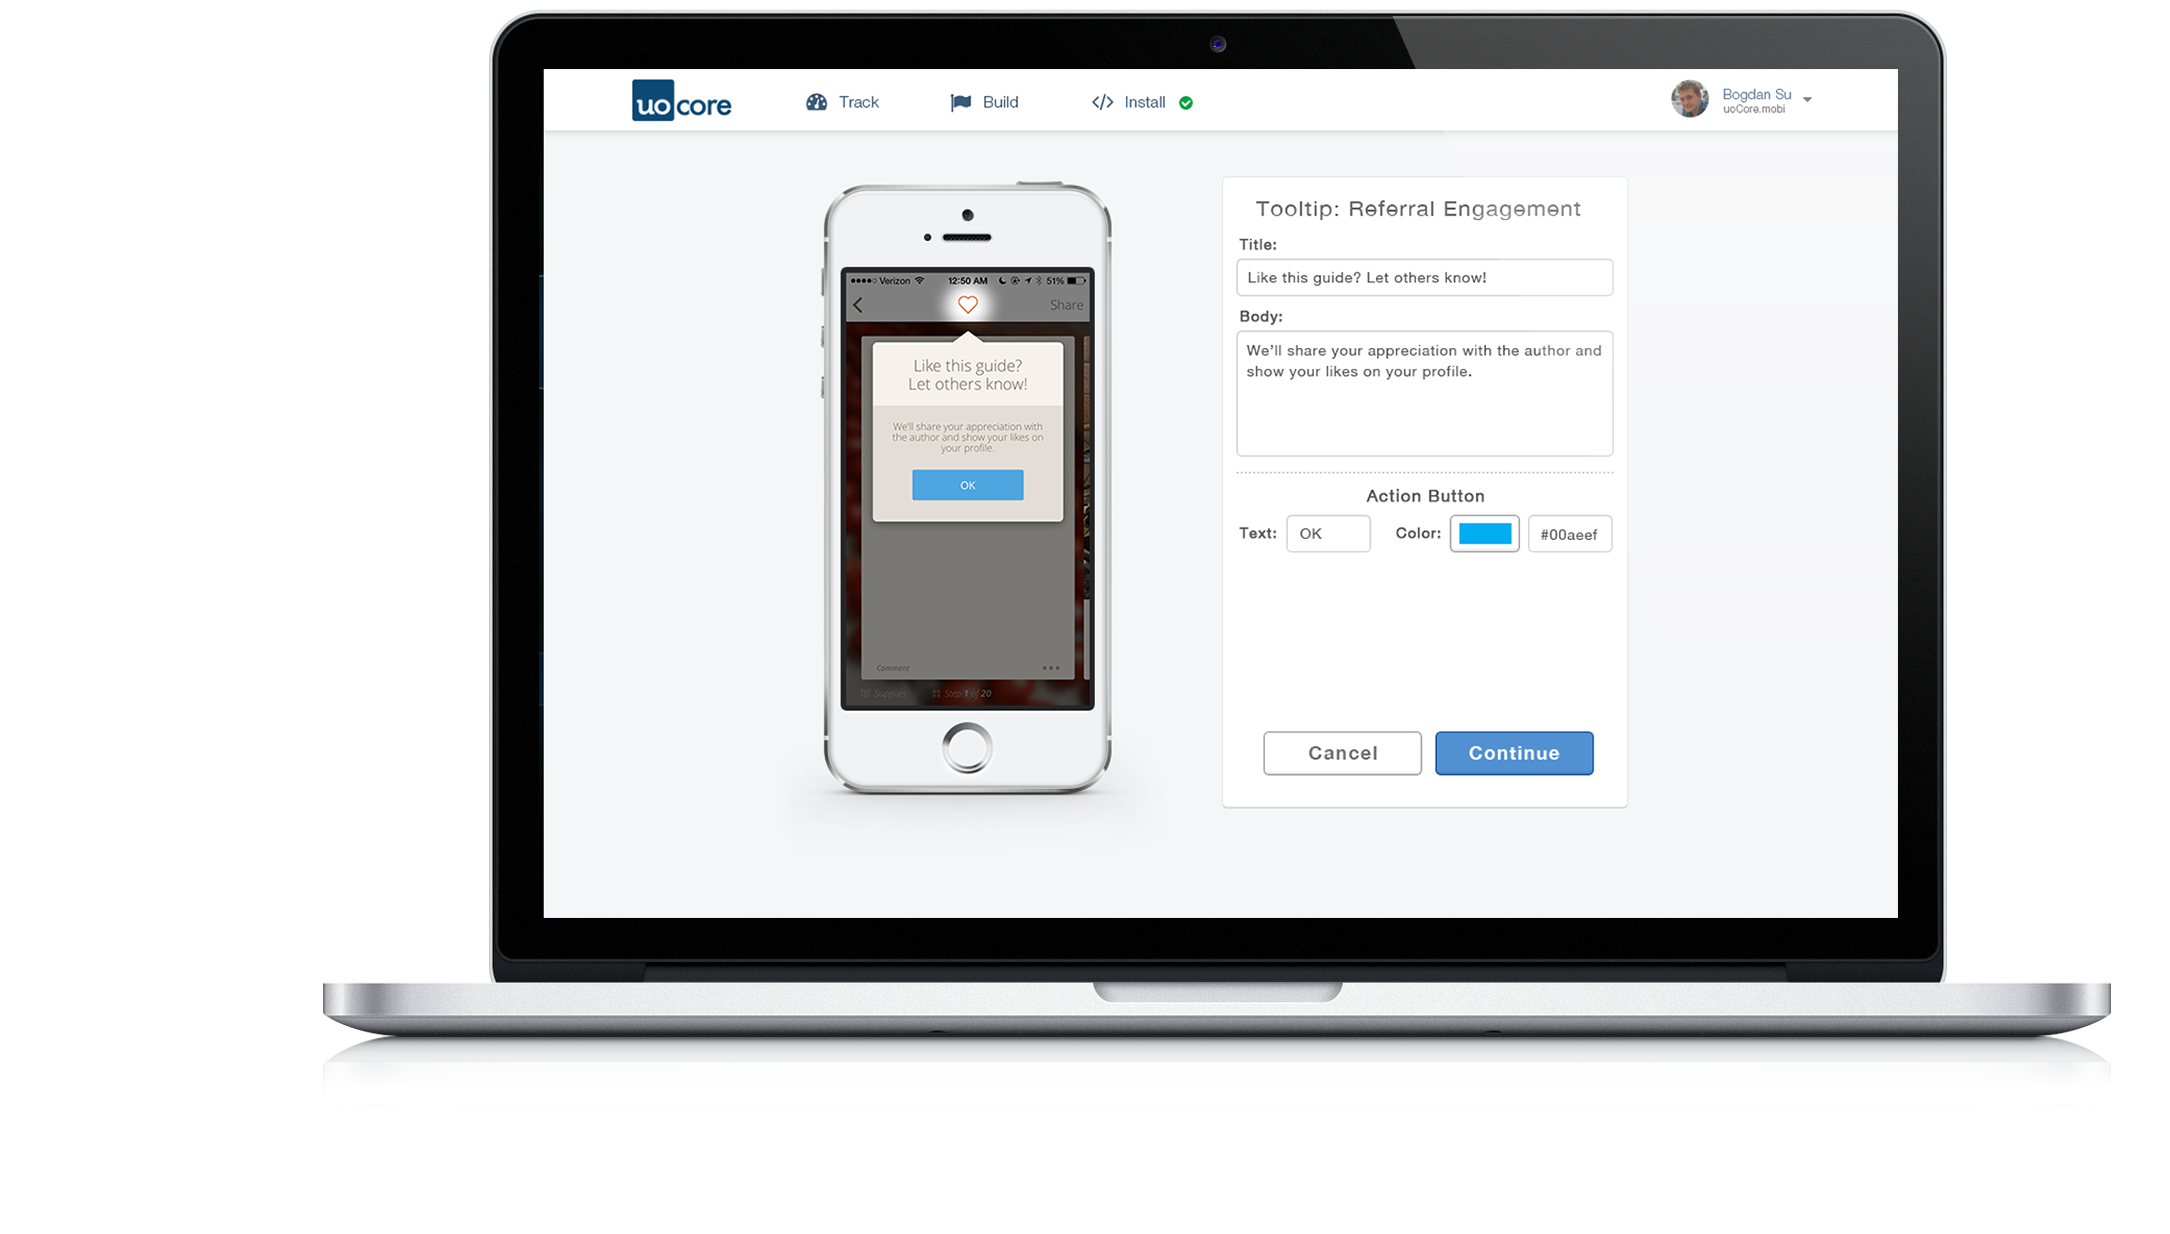 uocore
Track
Build
Install
Bogdan Su
uoCore.mobi
Verizon
12:50 AM
51%
Share
Like this guide?
Let others know!
We'll share your appreciation with
the author and show your likes on
your profile.
OK
Comment
Supplies
Step 1 of 20
Tooltip: Referral Engagement
Title:
Like this guide? Let others know!
Body:
We'll share your appreciation with the author and
show your likes on your profile.
Action Button
Text:
OK
Color:
#00aeef
Cancel
Continue